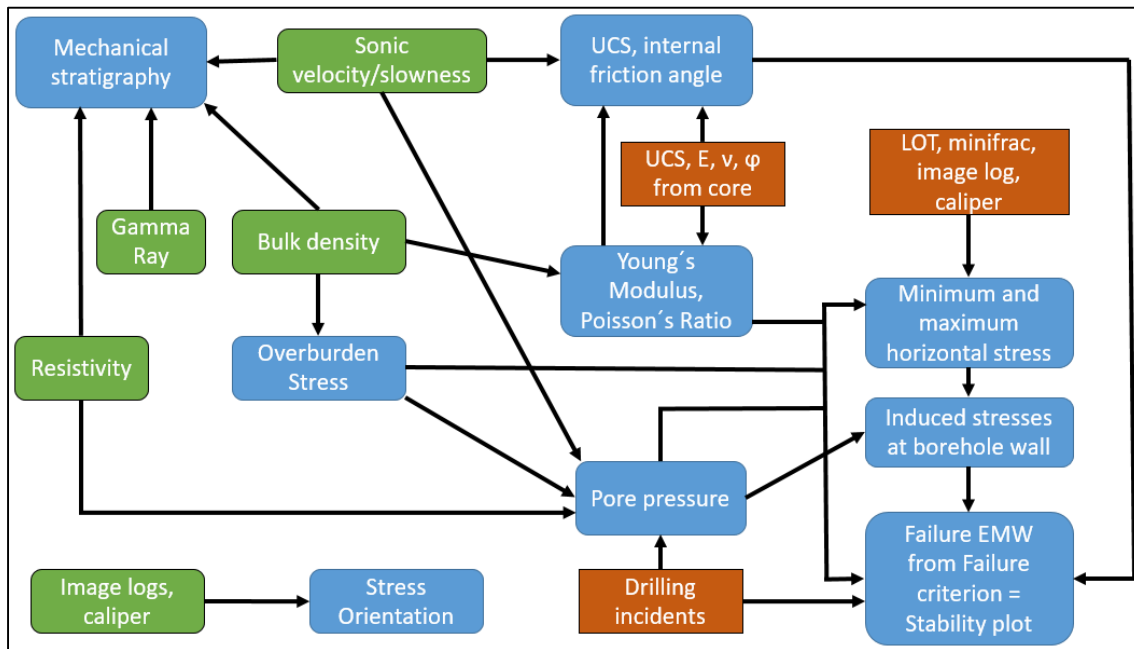 Mechanical
stratigraphy
Sonic
velocity/slowness
UCS, internal
friction angle
UCS, E, ν, φ
from core
LOT, minifrac,
image log,
caliper
Gamma
Ray
Bulk density
Young´s
Modulus,
Poisson´s Ratio
Minimum and
maximum
horizontal stress
Resistivity
Overburden
Stress
Induced stresses
at borehole wall
Pore pressure
Failure EMW
from Failure
criterion =
Stability plot
Image logs,
caliper
Stress
Orientation
Drilling
incidents